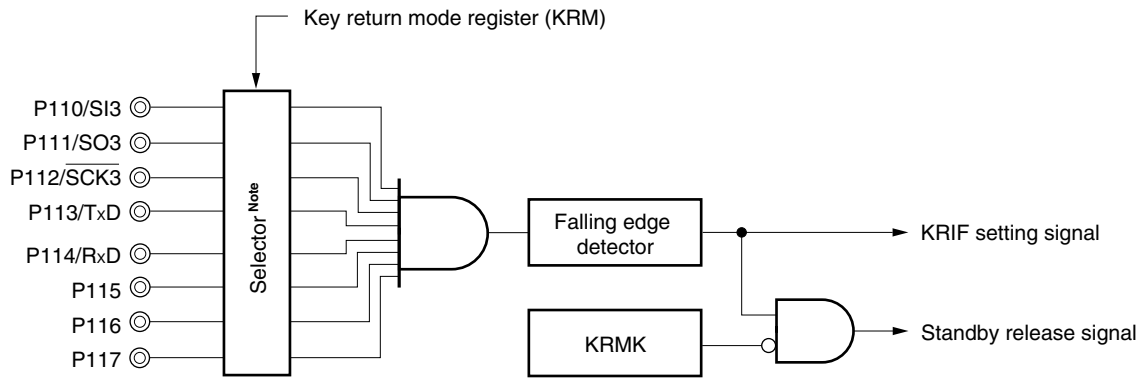 Key return mode register (KRM)
P110/SI3
P111/SO3
P112/SCK3
P113/TxD
P114/RxD
P115
P116
P117
Selector Note
Falling edge
detector
KRMK
KRIF setting signal
Standby release signal